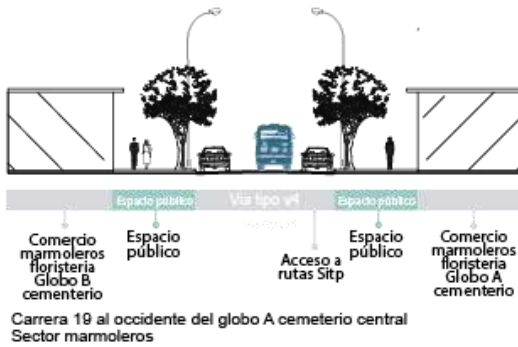 Espacio público
Vía tipo v4
Espacio público
Comercio
marmoleros
floristeria
Globo B
cementerio
Espacio
público
Acceso a
rutas Sitp
Espacio
público
Comercio
marmoleros
floristeria
Globo A
cementerio
Carrera 19 al occidente del globo A cemeterio central
Sector marmoleros